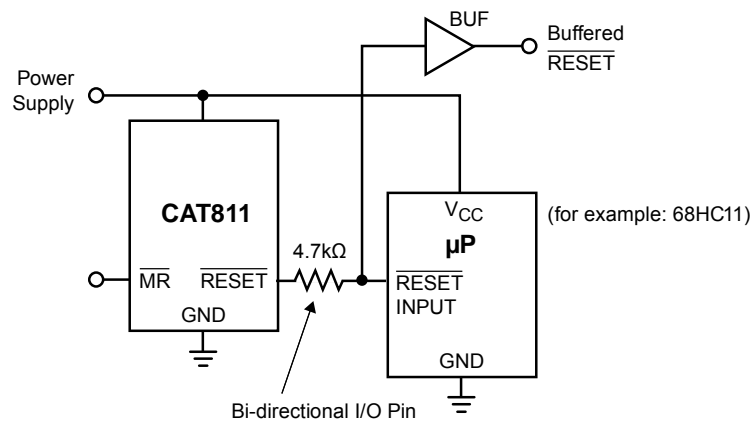 BUF
Buffered
RESET
Power
Supply
CAT811
VCC
(for example: 68HC11)
µP
4.7kΩ
MR
RESET
RESET
INPUT
GND
GND
Bi-directional I/O Pin